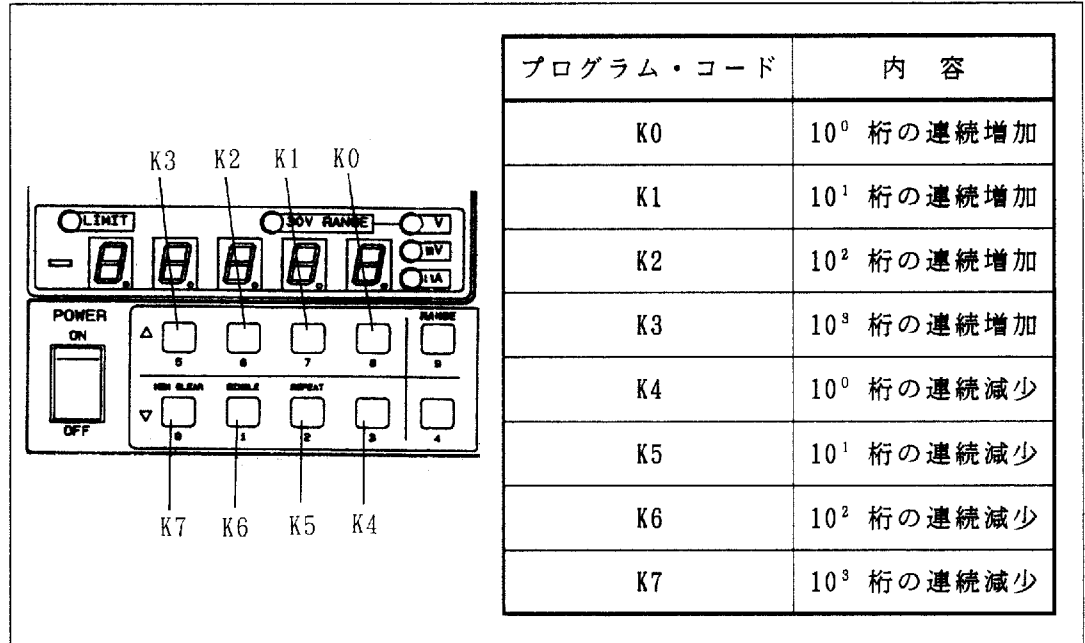 K3 K2 K1 K0
LIMIT 30V RANGE V
mV
mA
POWER
ON
OFF
RANGE
5 6 7 8 9
MEM CLEAR SINGLE REPEAT
0 1 2 3 4
K7 K6 K5 K4
プログラム・コード 内 容
K0 10⁰ 桁の連続増加
K1 10¹ 桁の連続増加
K2 10² 桁の連続増加
K3 10³ 桁の連続増加
K4 10⁰ 桁の連続減少
K5 10¹ 桁の連続減少
K6 10² 桁の連続減少
K7 10³ 桁の連続減少